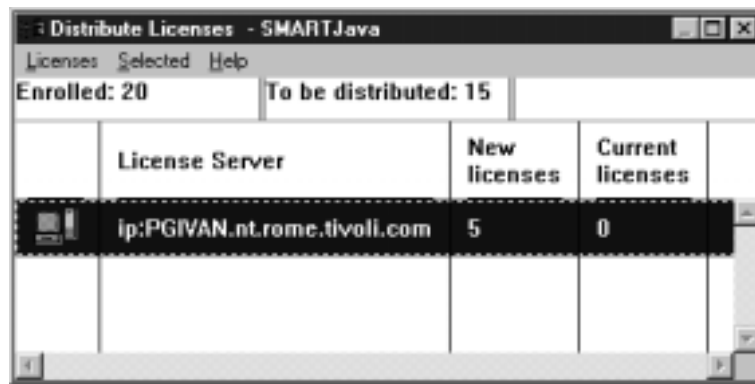 Distribute Licenses - SMARTJava
Licenses Selected Help
Enrolled: 20 To be distributed: 15
License Server New licenses Current licenses
ip:PGIVAN.nt.rome.tivoli.com 5 0